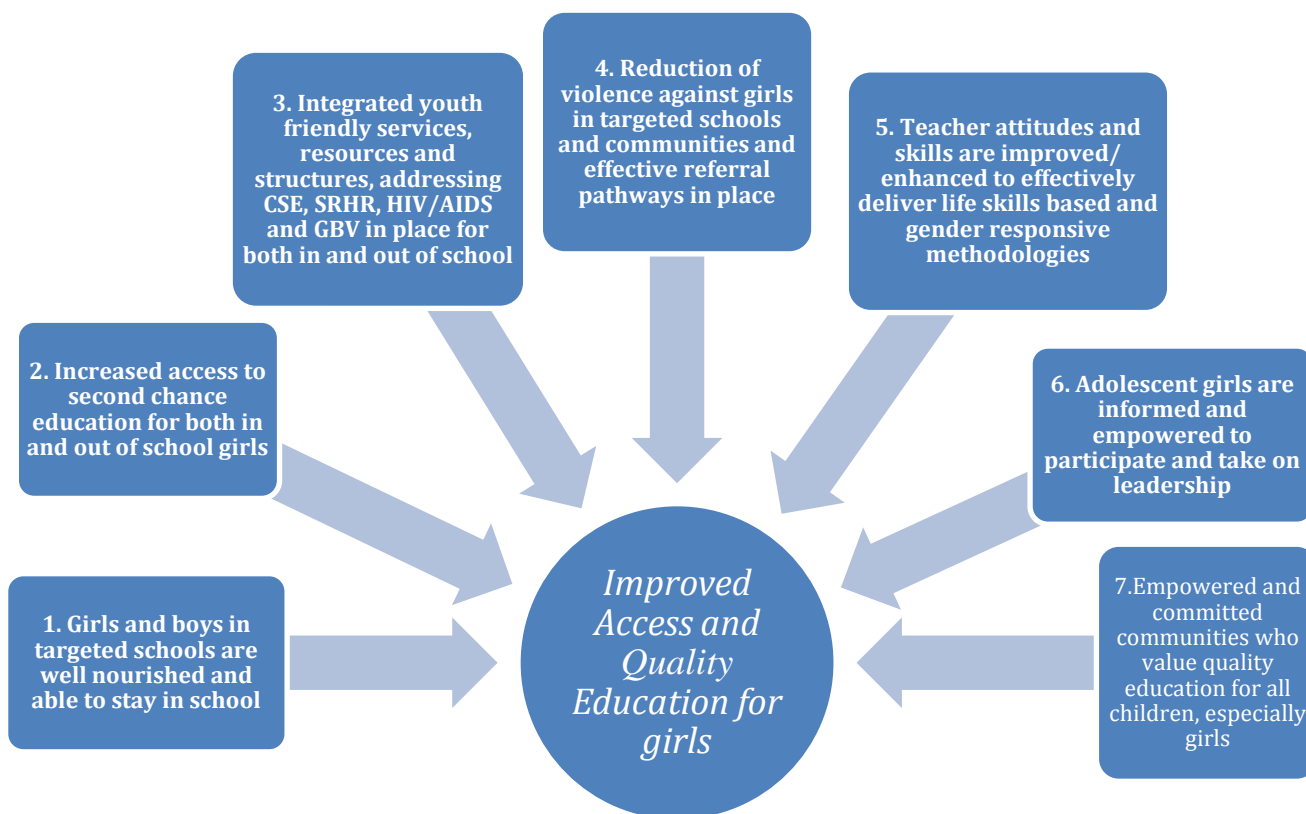 1. Girls and boys in
targeted schools are
well nourished and
able to stay in school
2. Increased access to
second chance
education for both in
and out of school girls
3. Integrated youth
friendly services,
resources and
structures, addressing
CSE, SRHR, HIV/AIDS
and GBV in place for
both in and out of school
4. Reduction of
violence against girls
in targeted schools
and communities and
effective referral
pathways in place
5. Teacher attitudes and
skills are improved/
enhanced to effectively
deliver life skills based and
gender responsive
methodologies
6. Adolescent girls are
informed and
empowered to
participate and take on
leadership
7.Empowered and
committed
communities who
value quality
education for all
children, especially
girls
Improved
Access and
Quality
Education for
girls